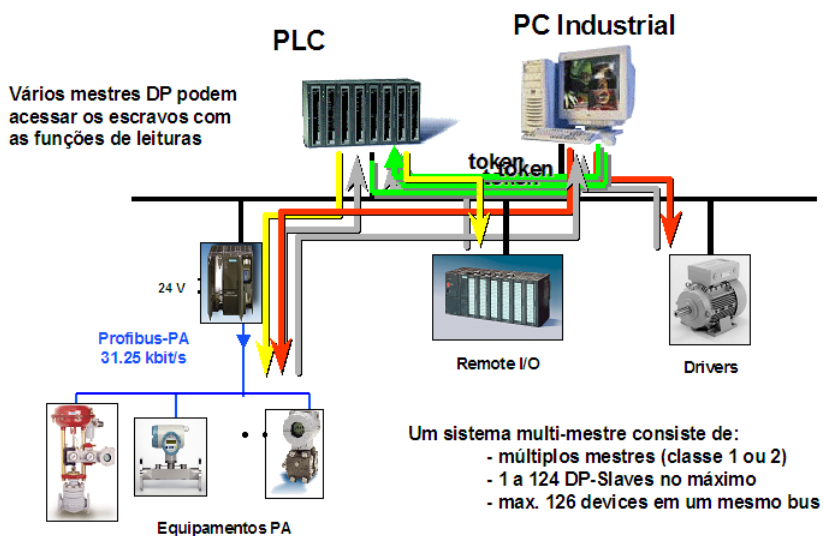 PLC
PC Industrial
Vários mestres DP podem
acessar os escravos com
as funções de leituras
token
token
token
24 V
Profibus-PA
31.25 kbit/s
Remote I/O
Drivers
Um sistema multi-mestre consiste de:
- múltiplos mestres (classe 1 ou 2)
- 1 a 124 DP-Slaves no máximo
- max. 126 devices em um mesmo bus
Equipamentos PA